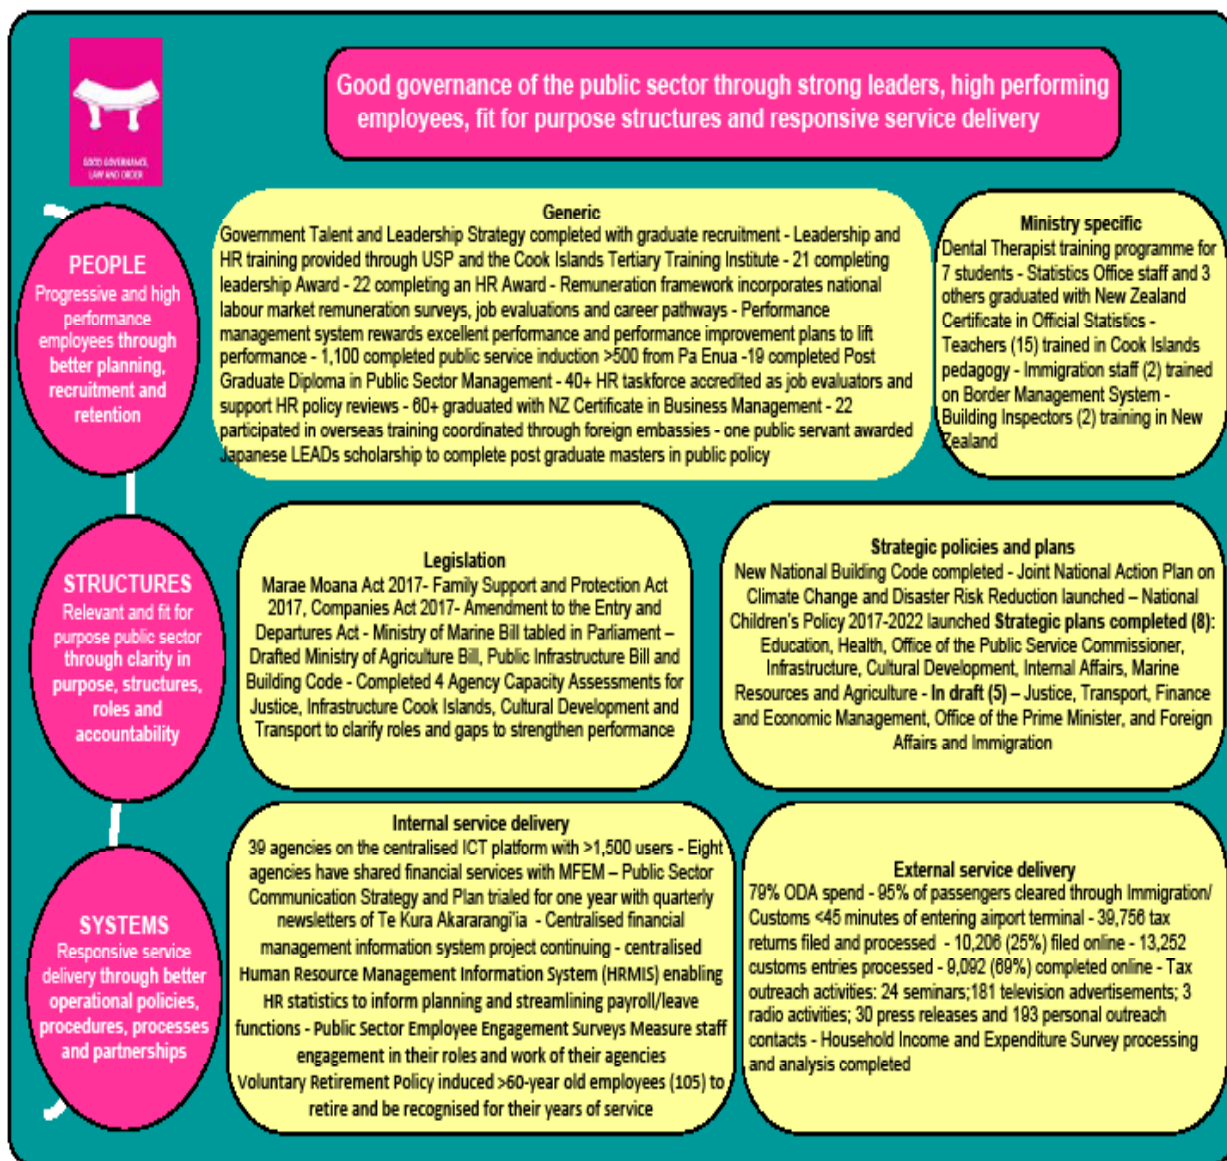 GOOD GOVERNANCE,
LAW AND ORDER
Good governance of the public sector through strong leaders, high performing
employees, fit for purpose structures and responsive service delivery
PEOPLE
Progressive and high
performance
employees through
better planning,
recruitment and
retention
Generic
Government Talent and Leadership Strategy completed with graduate recruitment - Leadership and
HR training provided through USP and the Cook Islands Tertiary Training Institute - 21 completing
leadership Award - 22 completing an HR Award - Remuneration framework incorporates national
labour market remuneration surveys, job evaluations and career pathways - Performance
management system rewards excellent performance and performance improvement plans to lift
performance - 1,100 completed public service induction >500 from Pa Enua -19 completed Post
Graduate Diploma in Public Sector Management - 40+ HR taskforce accredited as job evaluators and
support HR policy reviews - 60+ graduated with NZ Certificate in Business Management - 22
participated in overseas training coordinated through foreign embassies - one public servant awarded
Japanese LEADs scholarship to complete post graduate masters in public policy
Ministry specific
Dental Therapist training programme for
7 students - Statistics Office staff and 3
others graduated with New Zealand
Certificate in Official Statistics -
Teachers (15) trained in Cook Islands
pedagogy - Immigration staff (2) trained
on Border Management System -
Building Inspectors (2) training in New
Zealand
STRUCTURES
Relevant and fit for
purpose public sector
through clarity in
purpose, structures,
roles and
accountability
Legislation
Marae Moana Act 2017- Family Support and Protection Act
2017, Companies Act 2017- Amendment to the Entry and
Departures Act - Ministry of Marine Bill tabled in Parliament –
Drafted Ministry of Agriculture Bill, Public Infrastructure Bill and
Building Code - Completed 4 Agency Capacity Assessments for
Justice, Infrastructure Cook Islands, Cultural Development and
Transport to clarify roles and gaps to strengthen performance
Strategic policies and plans
New National Building Code completed - Joint National Action Plan on
Climate Change and Disaster Risk Reduction launched – National
Children's Policy 2017-2022 launched Strategic plans completed (8):
Education, Health, Office of the Public Service Commissioner,
Infrastructure, Cultural Development, Internal Affairs, Marine
Resources and Agriculture - In draft (5) – Justice, Transport, Finance
and Economic Management, Office of the Prime Minister, and Foreign
Affairs and Immigration
SYSTEMS
Responsive service
delivery through better
operational policies,
procedures, processes
and partnerships
Internal service delivery
39 agencies on the centralised ICT platform with >1,500 users - Eight
agencies have shared financial services with MFEM – Public Sector
Communication Strategy and Plan trialed for one year with quarterly
newsletters of Te Kura Akararangi'ia - Centralised financial
management information system project continuing - centralised
Human Resource Management Information System (HRMIS) enabling
HR statistics to inform planning and streamlining payroll/leave
functions - Public Sector Employee Engagement Surveys Measure staff
engagement in their roles and work of their agencies
Voluntary Retirement Policy induced >60-year old employees (105) to
retire and be recognised for their years of service
External service delivery
79% ODA spend - 95% of passengers cleared through Immigration/
Customs <45 minutes of entering airport terminal - 39,756 tax
returns filed and processed - 10,206 (25%) filed online - 13,252
customs entries processed - 9,092 (69%) completed online - Tax
outreach activities: 24 seminars;181 television advertisements; 3
radio activities; 30 press releases and 193 personal outreach
contacts - Household Income and Expenditure Survey processing
and analysis completed